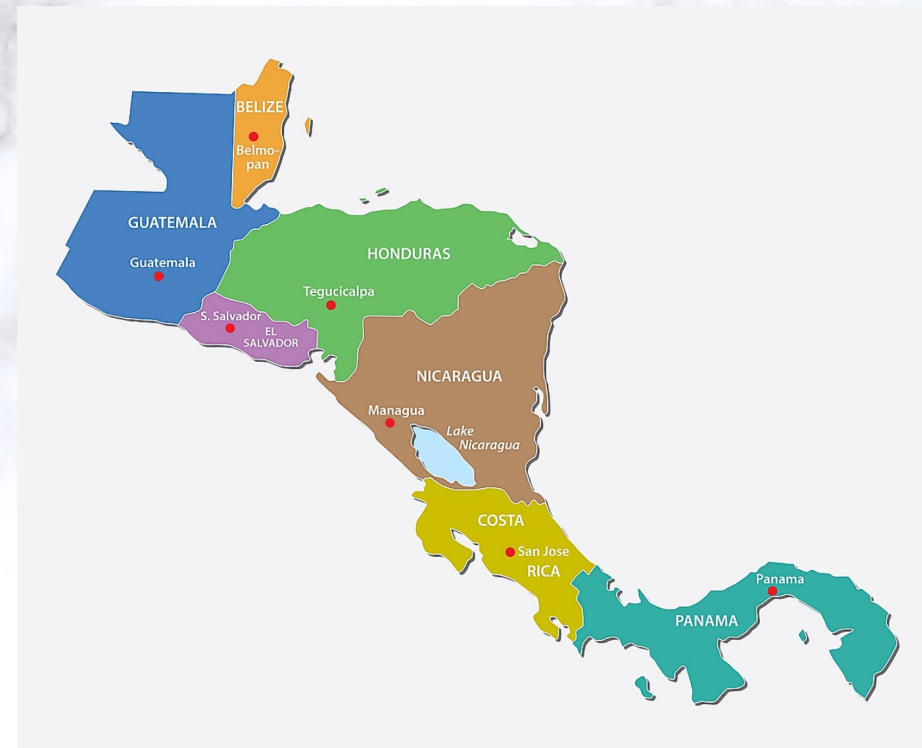 BELIZE
Belmo-
pan
GUATEMALA
Guatemala
HONDURAS
Tegucicalpa
S. Salvador
EL
SALVADOR
NICARAGUA
Managua
Lake
Nicaragua
COSTA
San Jose
RICA
Panama
PANAMA